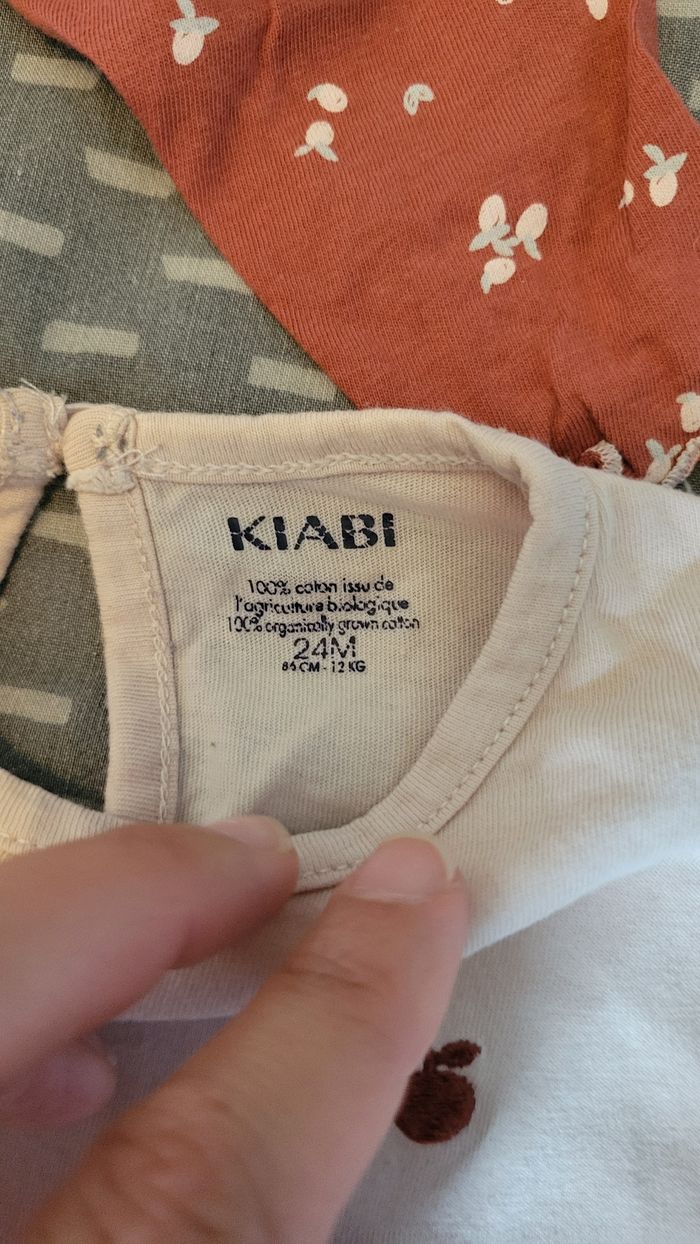 KIABI
100% coton issu de
l'agriculture biologique
100% organically grown cotton
24M
86 CM - 12 KG